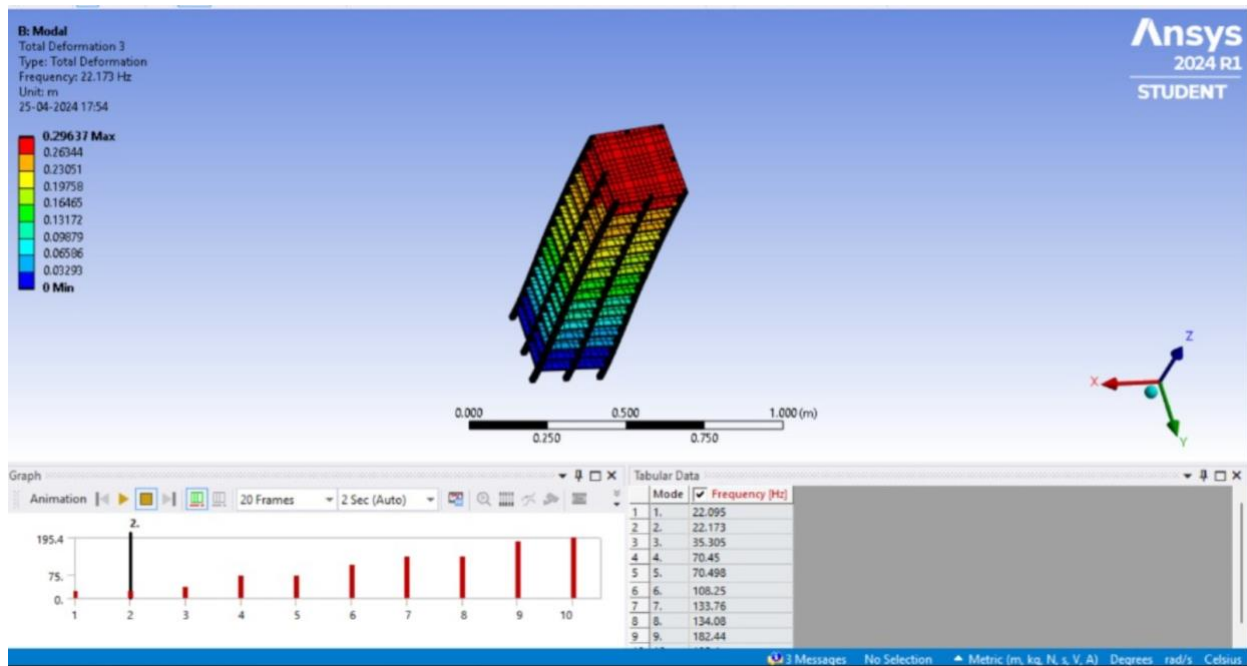 B: Modal
Total Deformation 3
Type: Total Deformation
Frequency: 22.173 Hz
Unit: m
25-04-2024 17:54
Ansys
2024 R1
STUDENT
0.29637 Max
0.26344
0.23051
0.19758
0.16465
0.13172
0.09879
0.06586
0.03293
0 Min
Z
X
Y
0.000 0.500 1.000 (m)
0.250 0.750
Graph
Animation 20 Frames 2 Sec (Auto)
2.
195.4
75.
0.
1 2 3 4 5 6 7 8 9 10
Tabular Data
Mode Frequency [Hz]
1 1. 22.095
2 2. 22.173
3 3. 35.305
4 4. 70.45
5 5. 70.498
6 6. 108.25
7 7. 133.76
8 8. 134.08
9 9. 182.44
3 Messages No Selection Metric (m, kg, N, s, V, A) Degrees rad/s Celsius